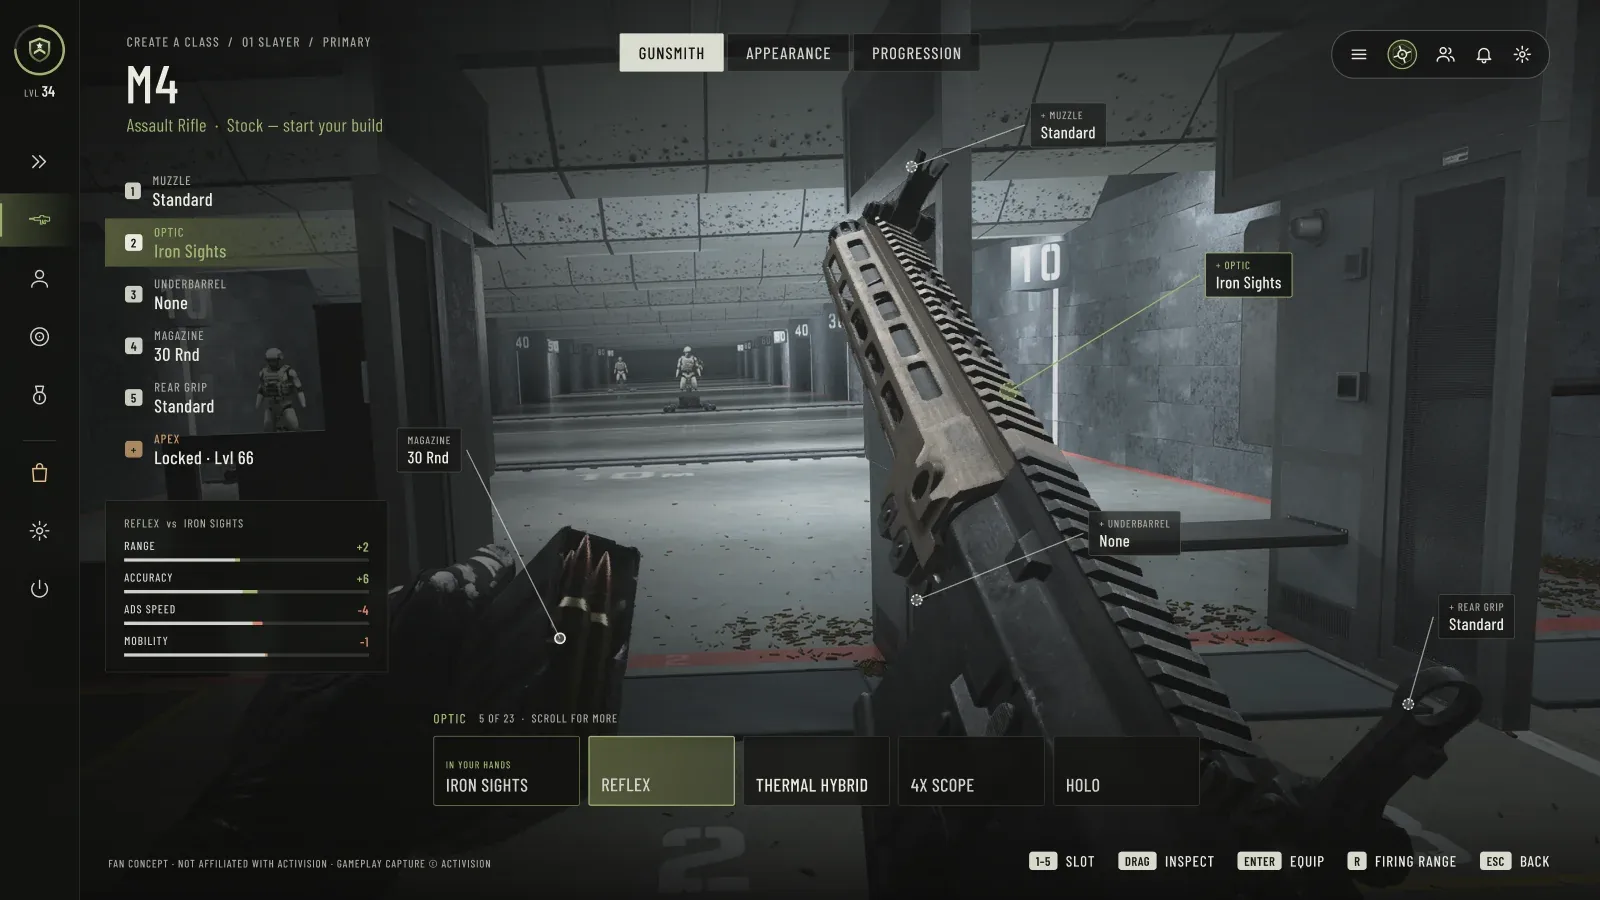 CREATE A CLASS / 01 SLAYER / PRIMARY
M4
Assault Rifle · Stock — start your build
GUNSMITH
APPEARANCE
PROGRESSION
LVL 34
1
MUZZLE
Standard
2
OPTIC
Iron Sights
3
UNDERBARREL
None
4
MAGAZINE
30 Rnd
5
REAR GRIP
Standard
+
APEX
Locked · Lvl 66
REFLEX vs IRON SIGHTS
RANGE +2
ACCURACY +6
ADS SPEED -4
MOBILITY -1
+ MUZZLE
Standard
+ OPTIC
Iron Sights
10
40
40
MAGAZINE
30 Rnd
10m
+ UNDERBARREL
None
+ REAR GRIP
Standard
2
OPTIC 5 OF 23 · SCROLL FOR MORE
IN YOUR HANDS
IRON SIGHTS
REFLEX
THERMAL HYBRID
4X SCOPE
HOLO
2
FAN CONCEPT · NOT AFFILIATED WITH ACTIVISION · GAMEPLAY CAPTURE © ACTIVISION
1-5 SLOT
DRAG INSPECT
ENTER EQUIP
R FIRING RANGE
ESC BACK